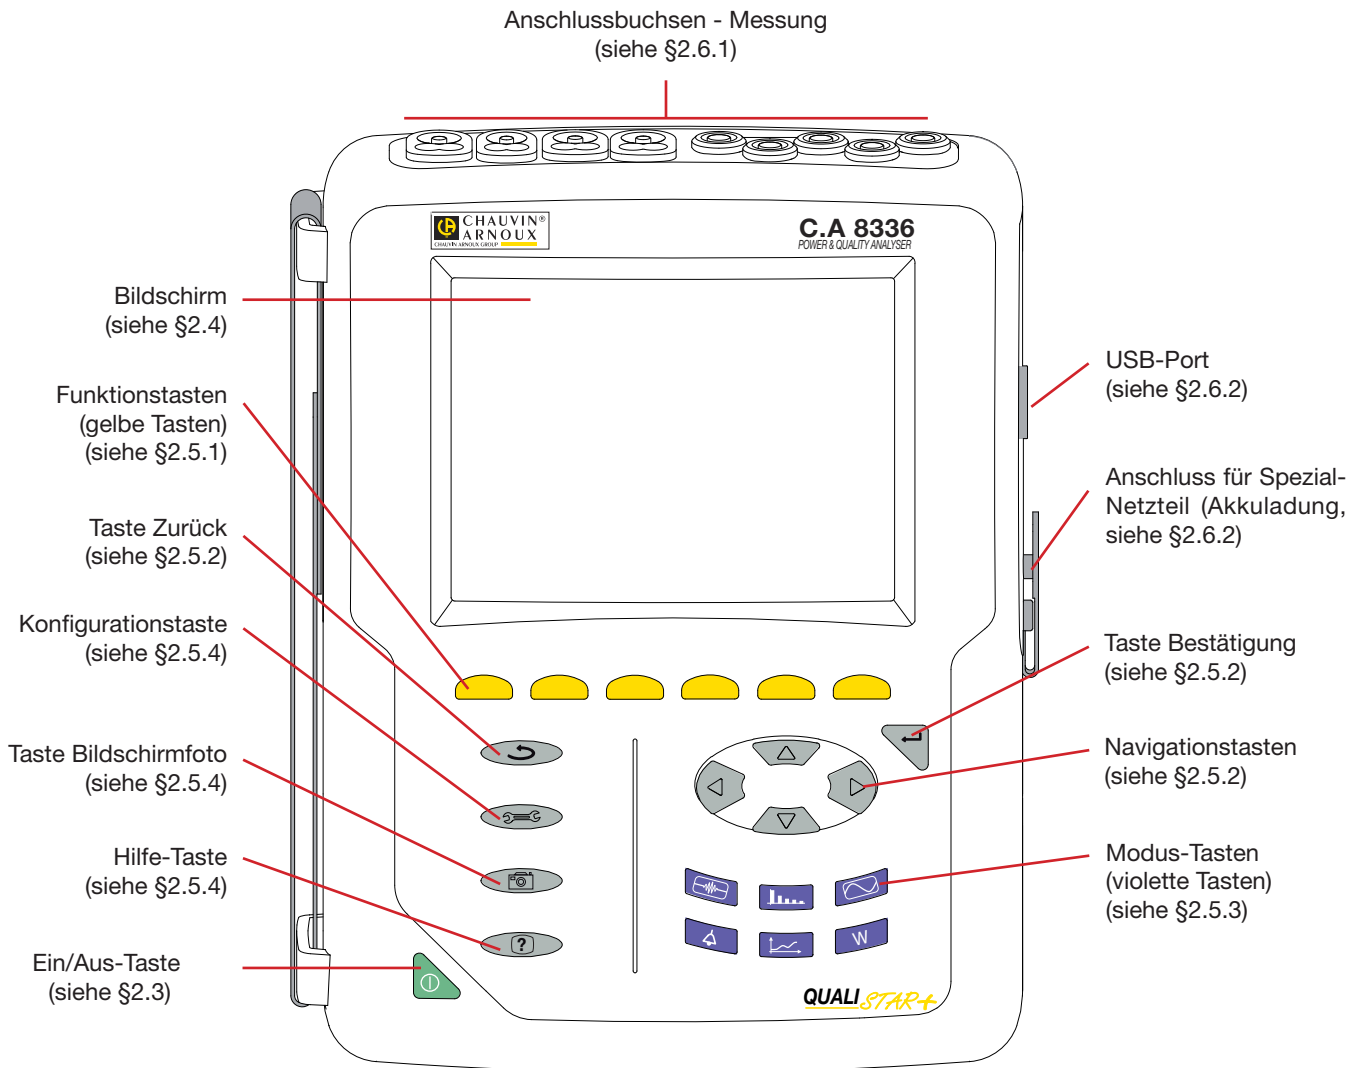 Anschlussbuchsen - Messung
(siehe §2.6.1)
CHAUVIN®
ARNOUX
CHAUVIN ARNOUX GROUP
C.A 8336
POWER & QUALITY ANALYSER
Bildschirm
(siehe §2.4)
Funktionstasten
(gelbe Tasten)
(siehe §2.5.1)
Taste Zurück
(siehe §2.5.2)
Konfigurationstaste
(siehe §2.5.4)
Taste Bildschirmfoto
(siehe §2.5.4)
Hilfe-Taste
(siehe §2.5.4)
Ein/Aus-Taste
(siehe §2.3)
USB-Port
(siehe §2.6.2)
Anschluss für Spezial-
Netzteil (Akkuladung,
siehe §2.6.2)
Taste Bestätigung
(siehe §2.5.2)
Navigationstasten
(siehe §2.5.2)
Modus-Tasten
(violette Tasten)
(siehe §2.5.3)
?
W
QUALISTAR+